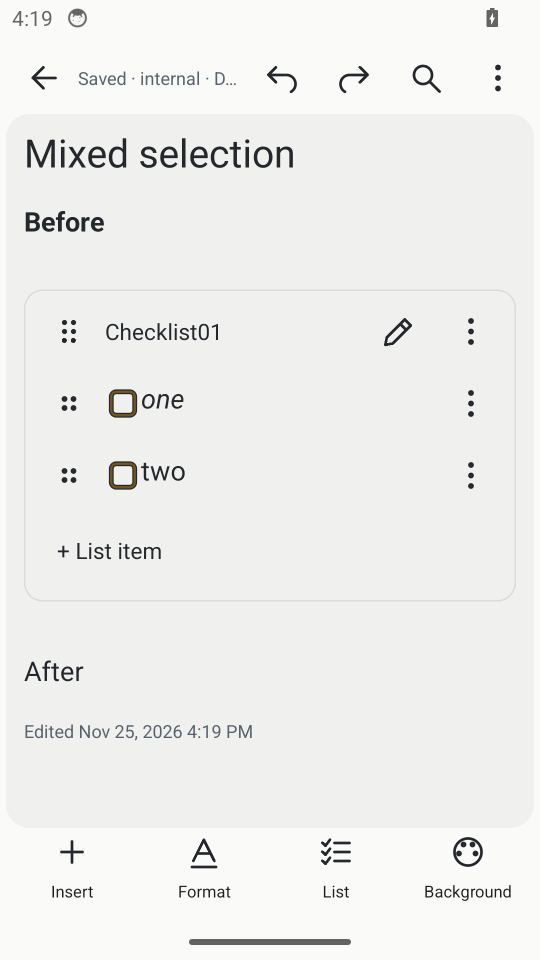 4:19
Saved · internal · D…
Mixed selection
Before
Checklist01
one
two
+ List item
After
Edited Nov 25, 2026 4:19 PM
Insert
Format
List
Background